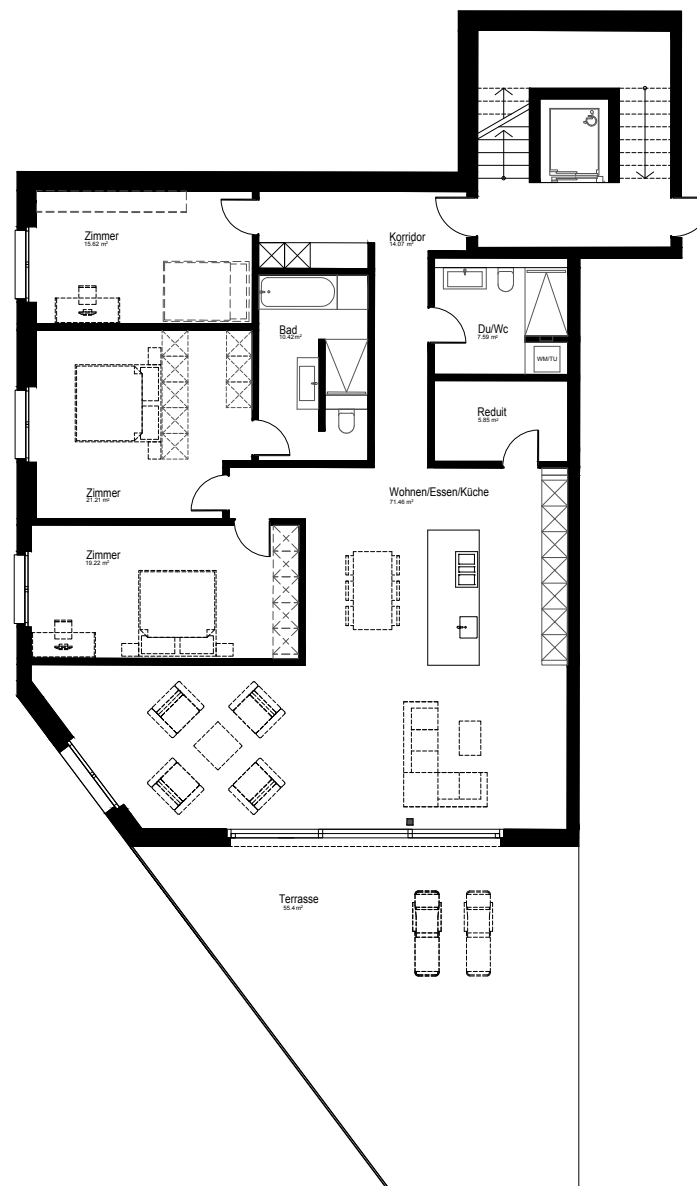 Zimmer
15.62 m²
Korridor
14.07 m²
Bad
10.42 m²
Du/Wc
7.59 m²
WM/TU
Reduit
5.85 m²
Zimmer
21.21 m²
Wohnen/Essen/Küche
71.46 m²
Zimmer
19.22 m²
Terrasse
55.4 m²